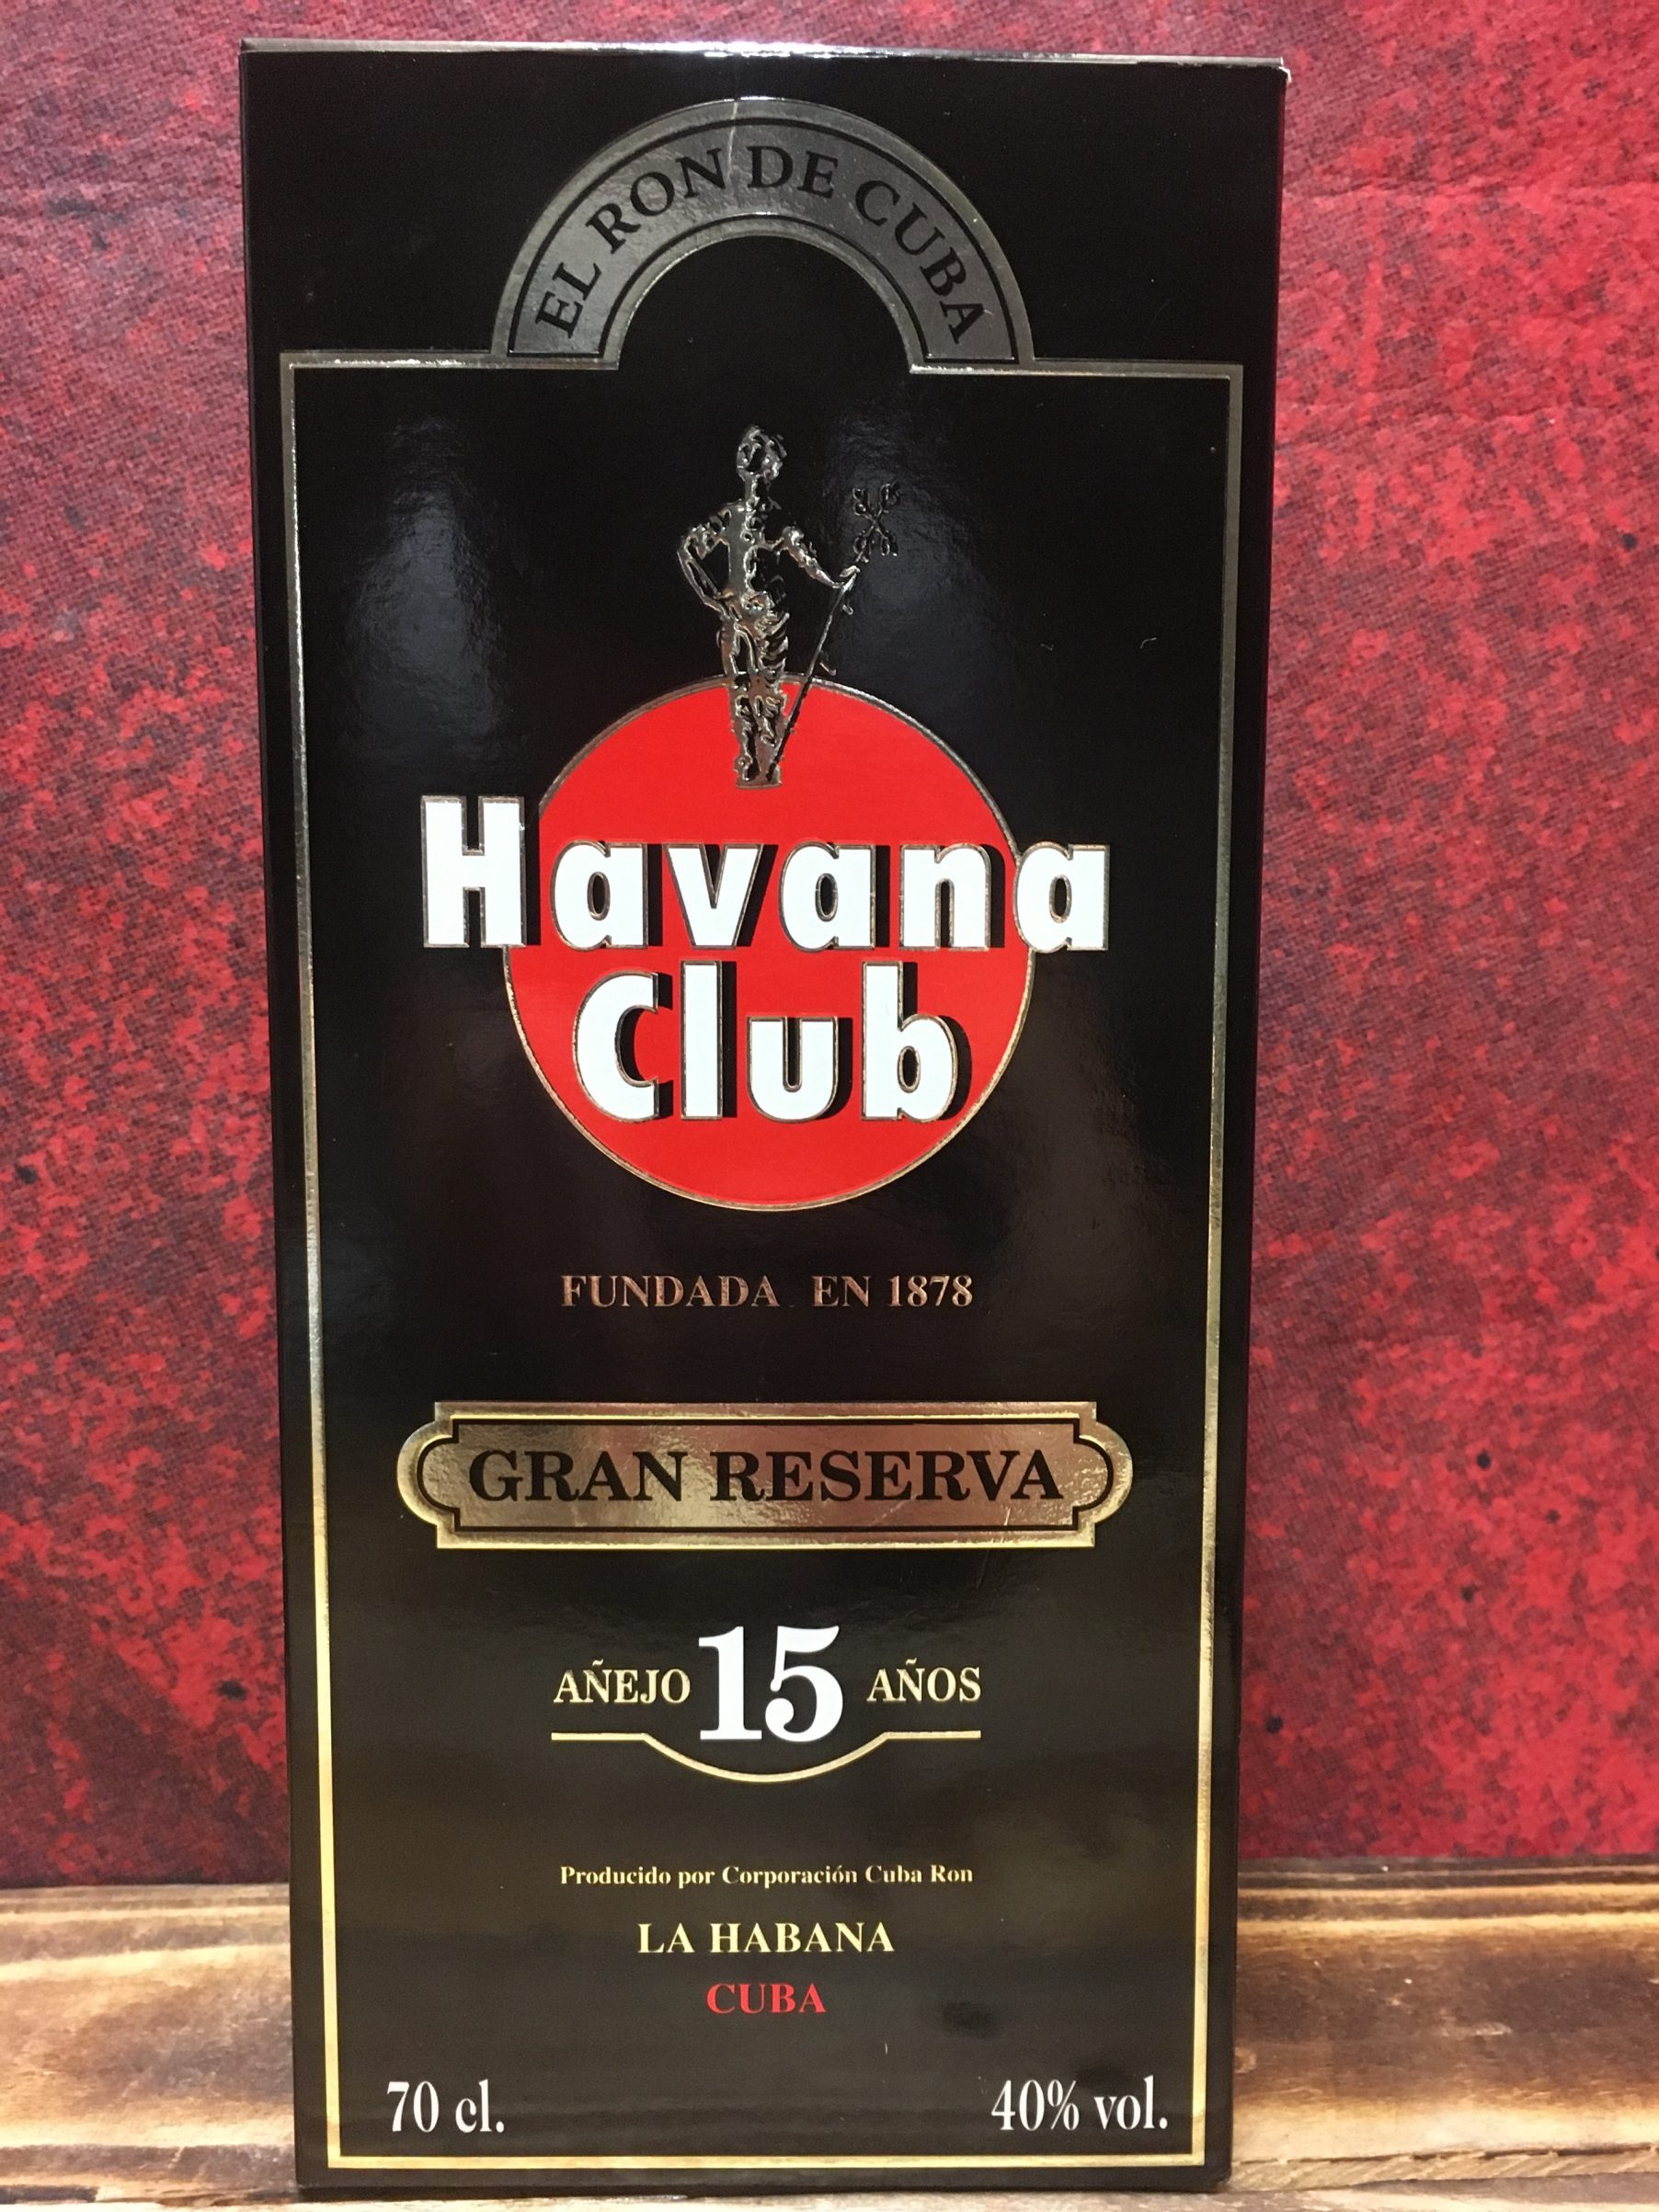 EL RON DE CUBA
Havana
Club
FUNDADA EN 1878
GRAN RESERVA
AÑEJO 15 AÑOS
Producido por Corporación Cuba Ron
LA HABANA
CUBA
70 cl. 40% vol.